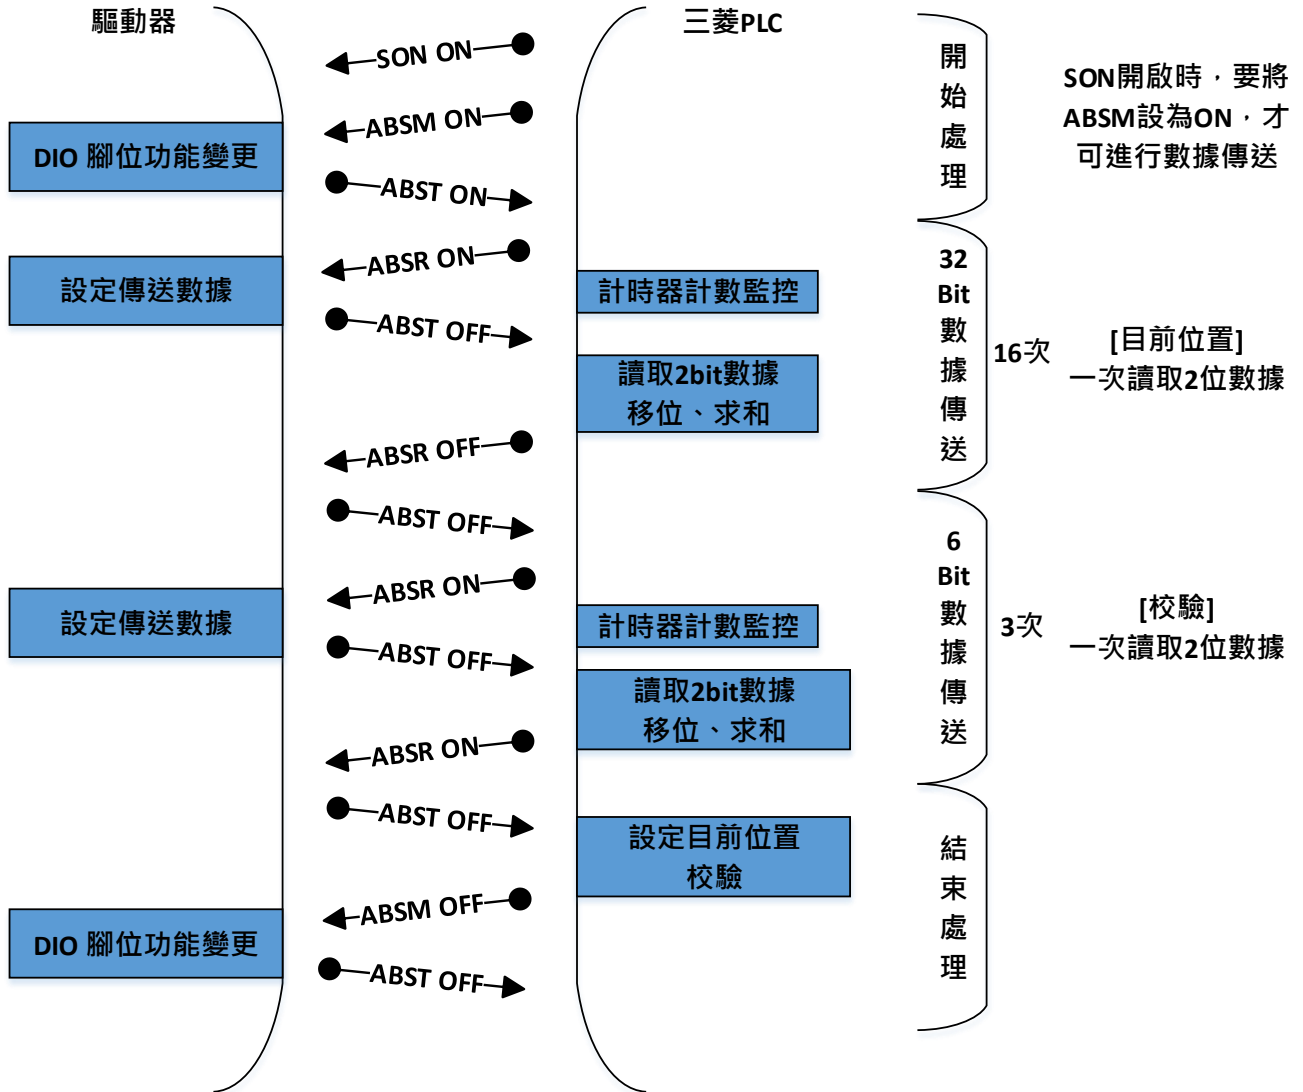 驅動器
三菱PLC
SON ON
ABSM ON
DIO 腳位功能變更
ABST ON
開
始
處
理
SON開啟時，要將
ABSM設為ON，才
可進行數據傳送
ABSR ON
設定傳送數據
計時器計數監控
ABST OFF
讀取2bit數據
移位、求和
ABSR OFF
32
Bit
數
據
傳
送
16次
[目前位置]
一次讀取2位數據
ABST OFF
ABSR ON
設定傳送數據
計時器計數監控
ABST OFF
讀取2bit數據
移位、求和
ABSR ON
6
Bit
數
據
傳
送
3次
[校驗]
一次讀取2位數據
ABST OFF
設定目前位置
校驗
ABSM OFF
DIO 腳位功能變更
ABST OFF
結
束
處
理